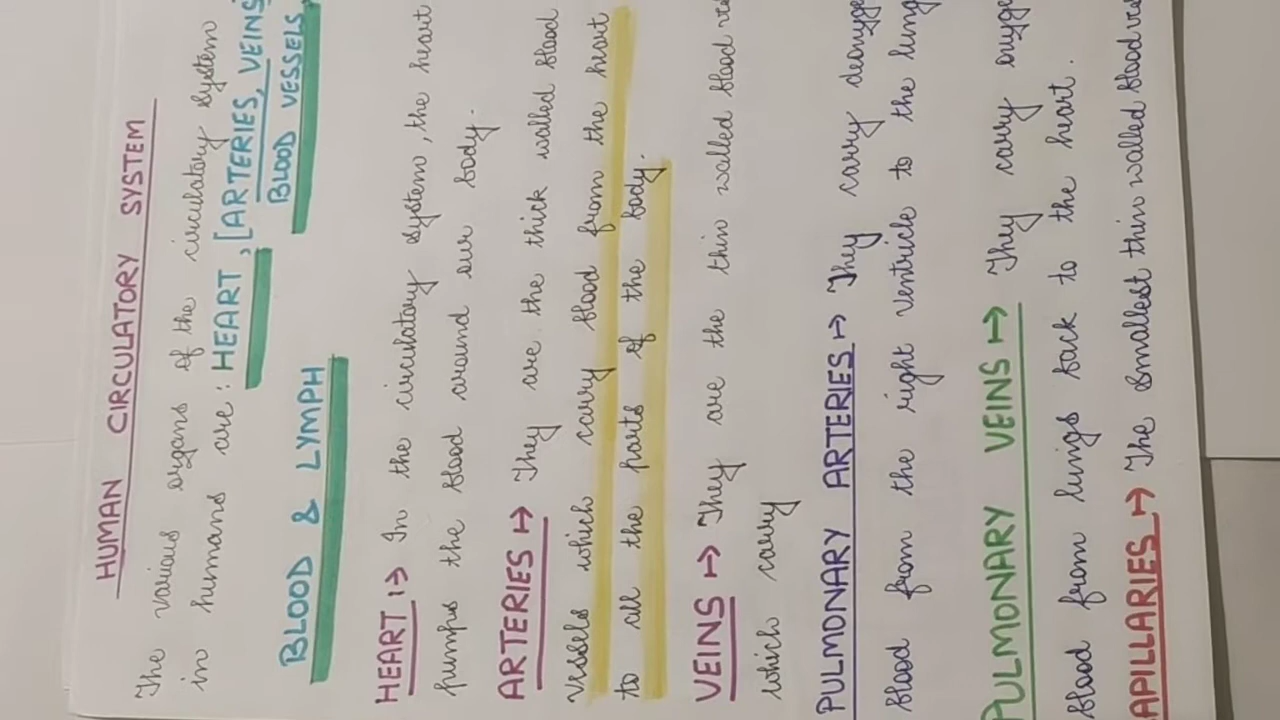 HUMAN CIRCULATORY SYSTEM
The various organs of the circulatory system
in humans are: HEART, [ARTERIES, VEINS
BLOOD VESSELS
BLOOD & LYMPH
HEART :→ In the circulatory system, the heart
pumps the blood around our body.
ARTERIES → They are the thick walled blood
vessels which carry blood from the heart
to all the parts of the body.
VEINS → They are the thin walled blood
which carry
PULMONARY ARTERIES → They carry
blood from the right ventricle to the
PULMONARY VEINS → They carry
blood from lungs back to the heart.
APILLARIES → The smallest thin walled blood